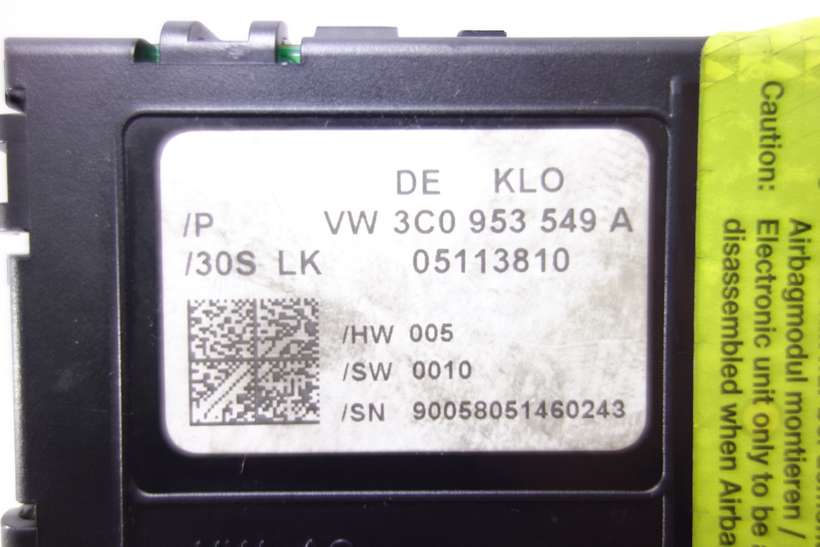 DE KLO
/P VW 3C0 953 549 A
/30S LK 05113810
/HW 005
/SW 0010
/SN 90058051460243
Caution:
Airbagmodul montieren /
Electronic unit only to be
disassembled when Airba